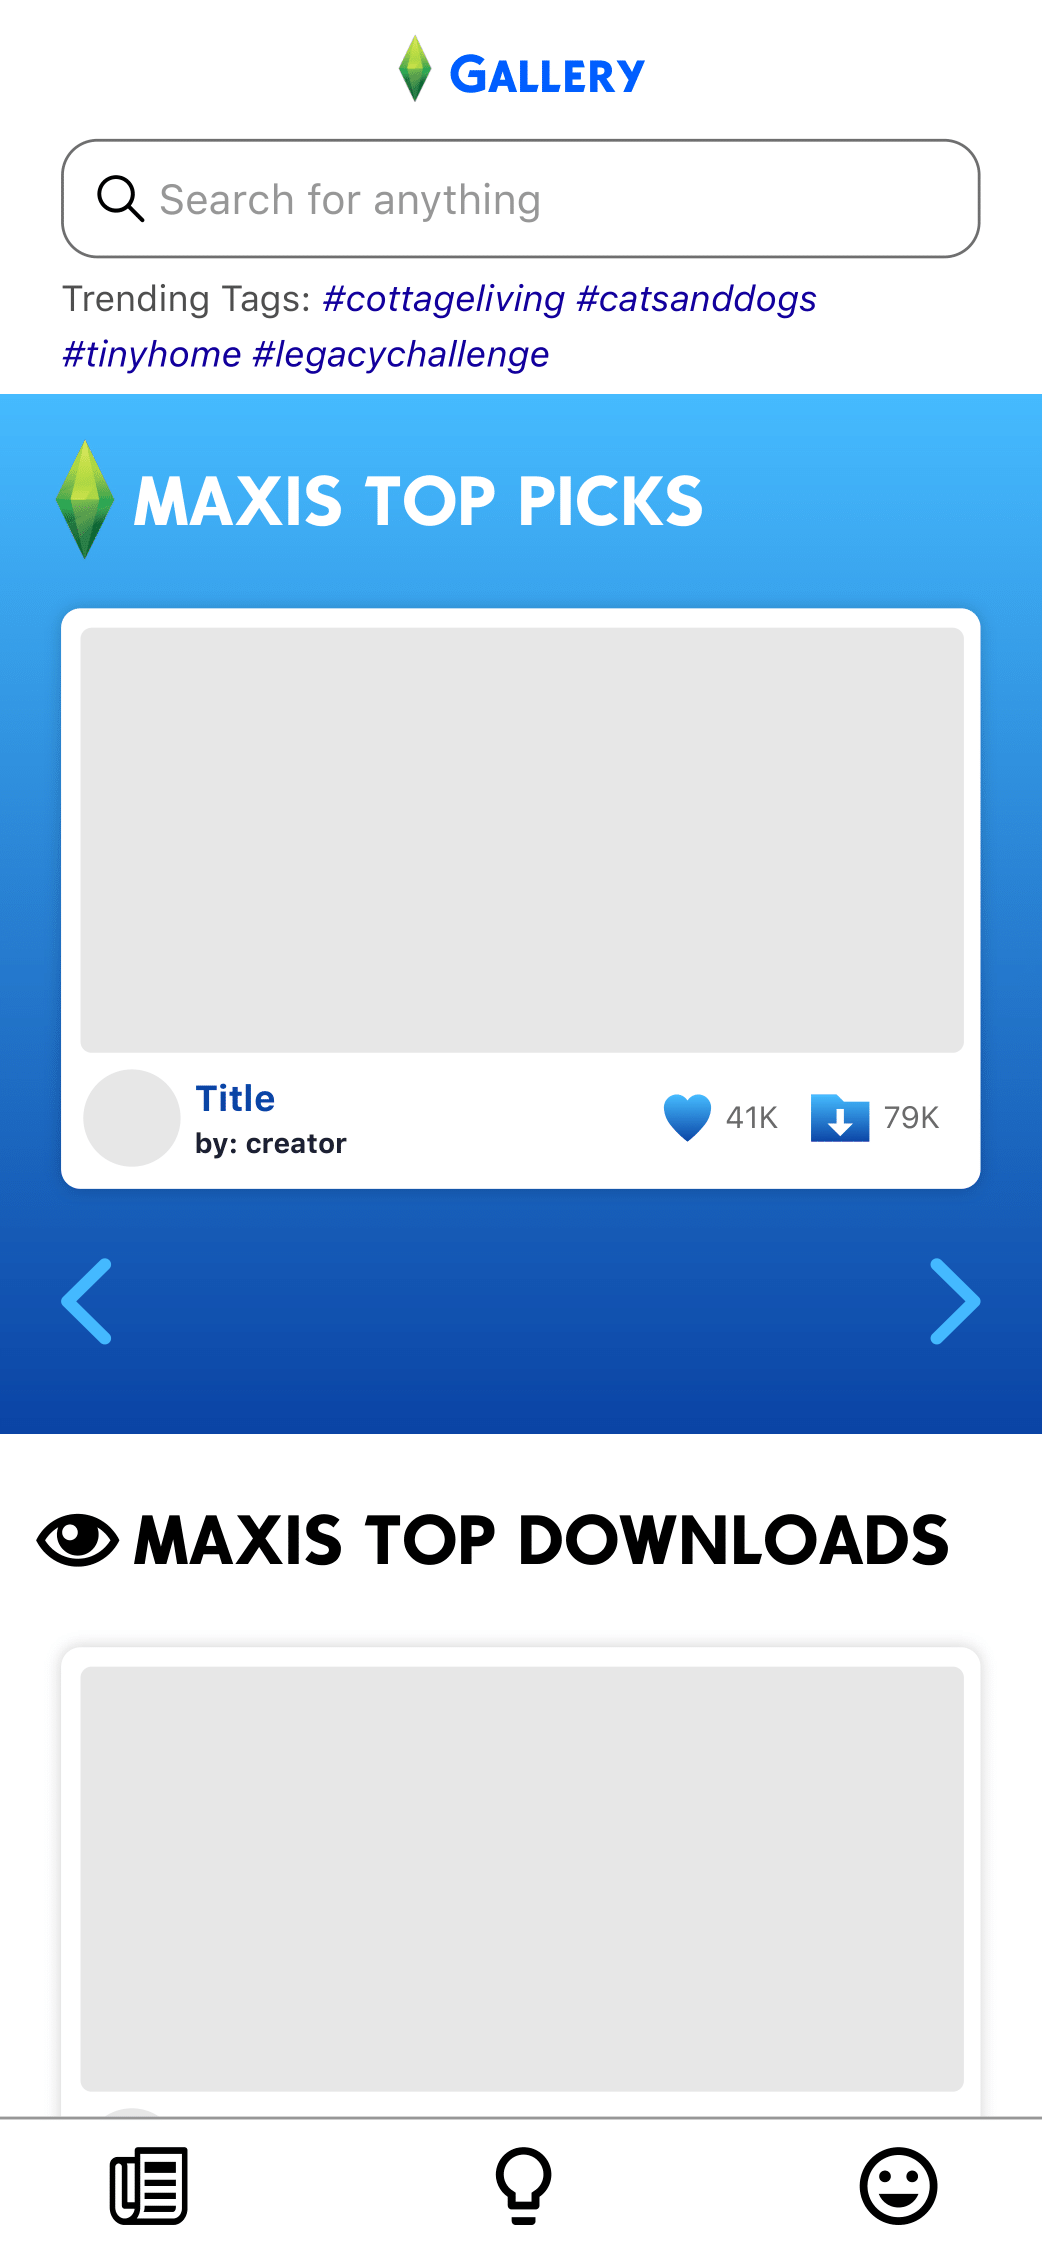 Gallery
Search for anything
Trending Tags: #cottageliving #catsanddogs
#tinyhome #legacychallenge
MAXIS TOP PICKS
Title
by: creator
41K
79K
MAXIS TOP DOWNLOADS